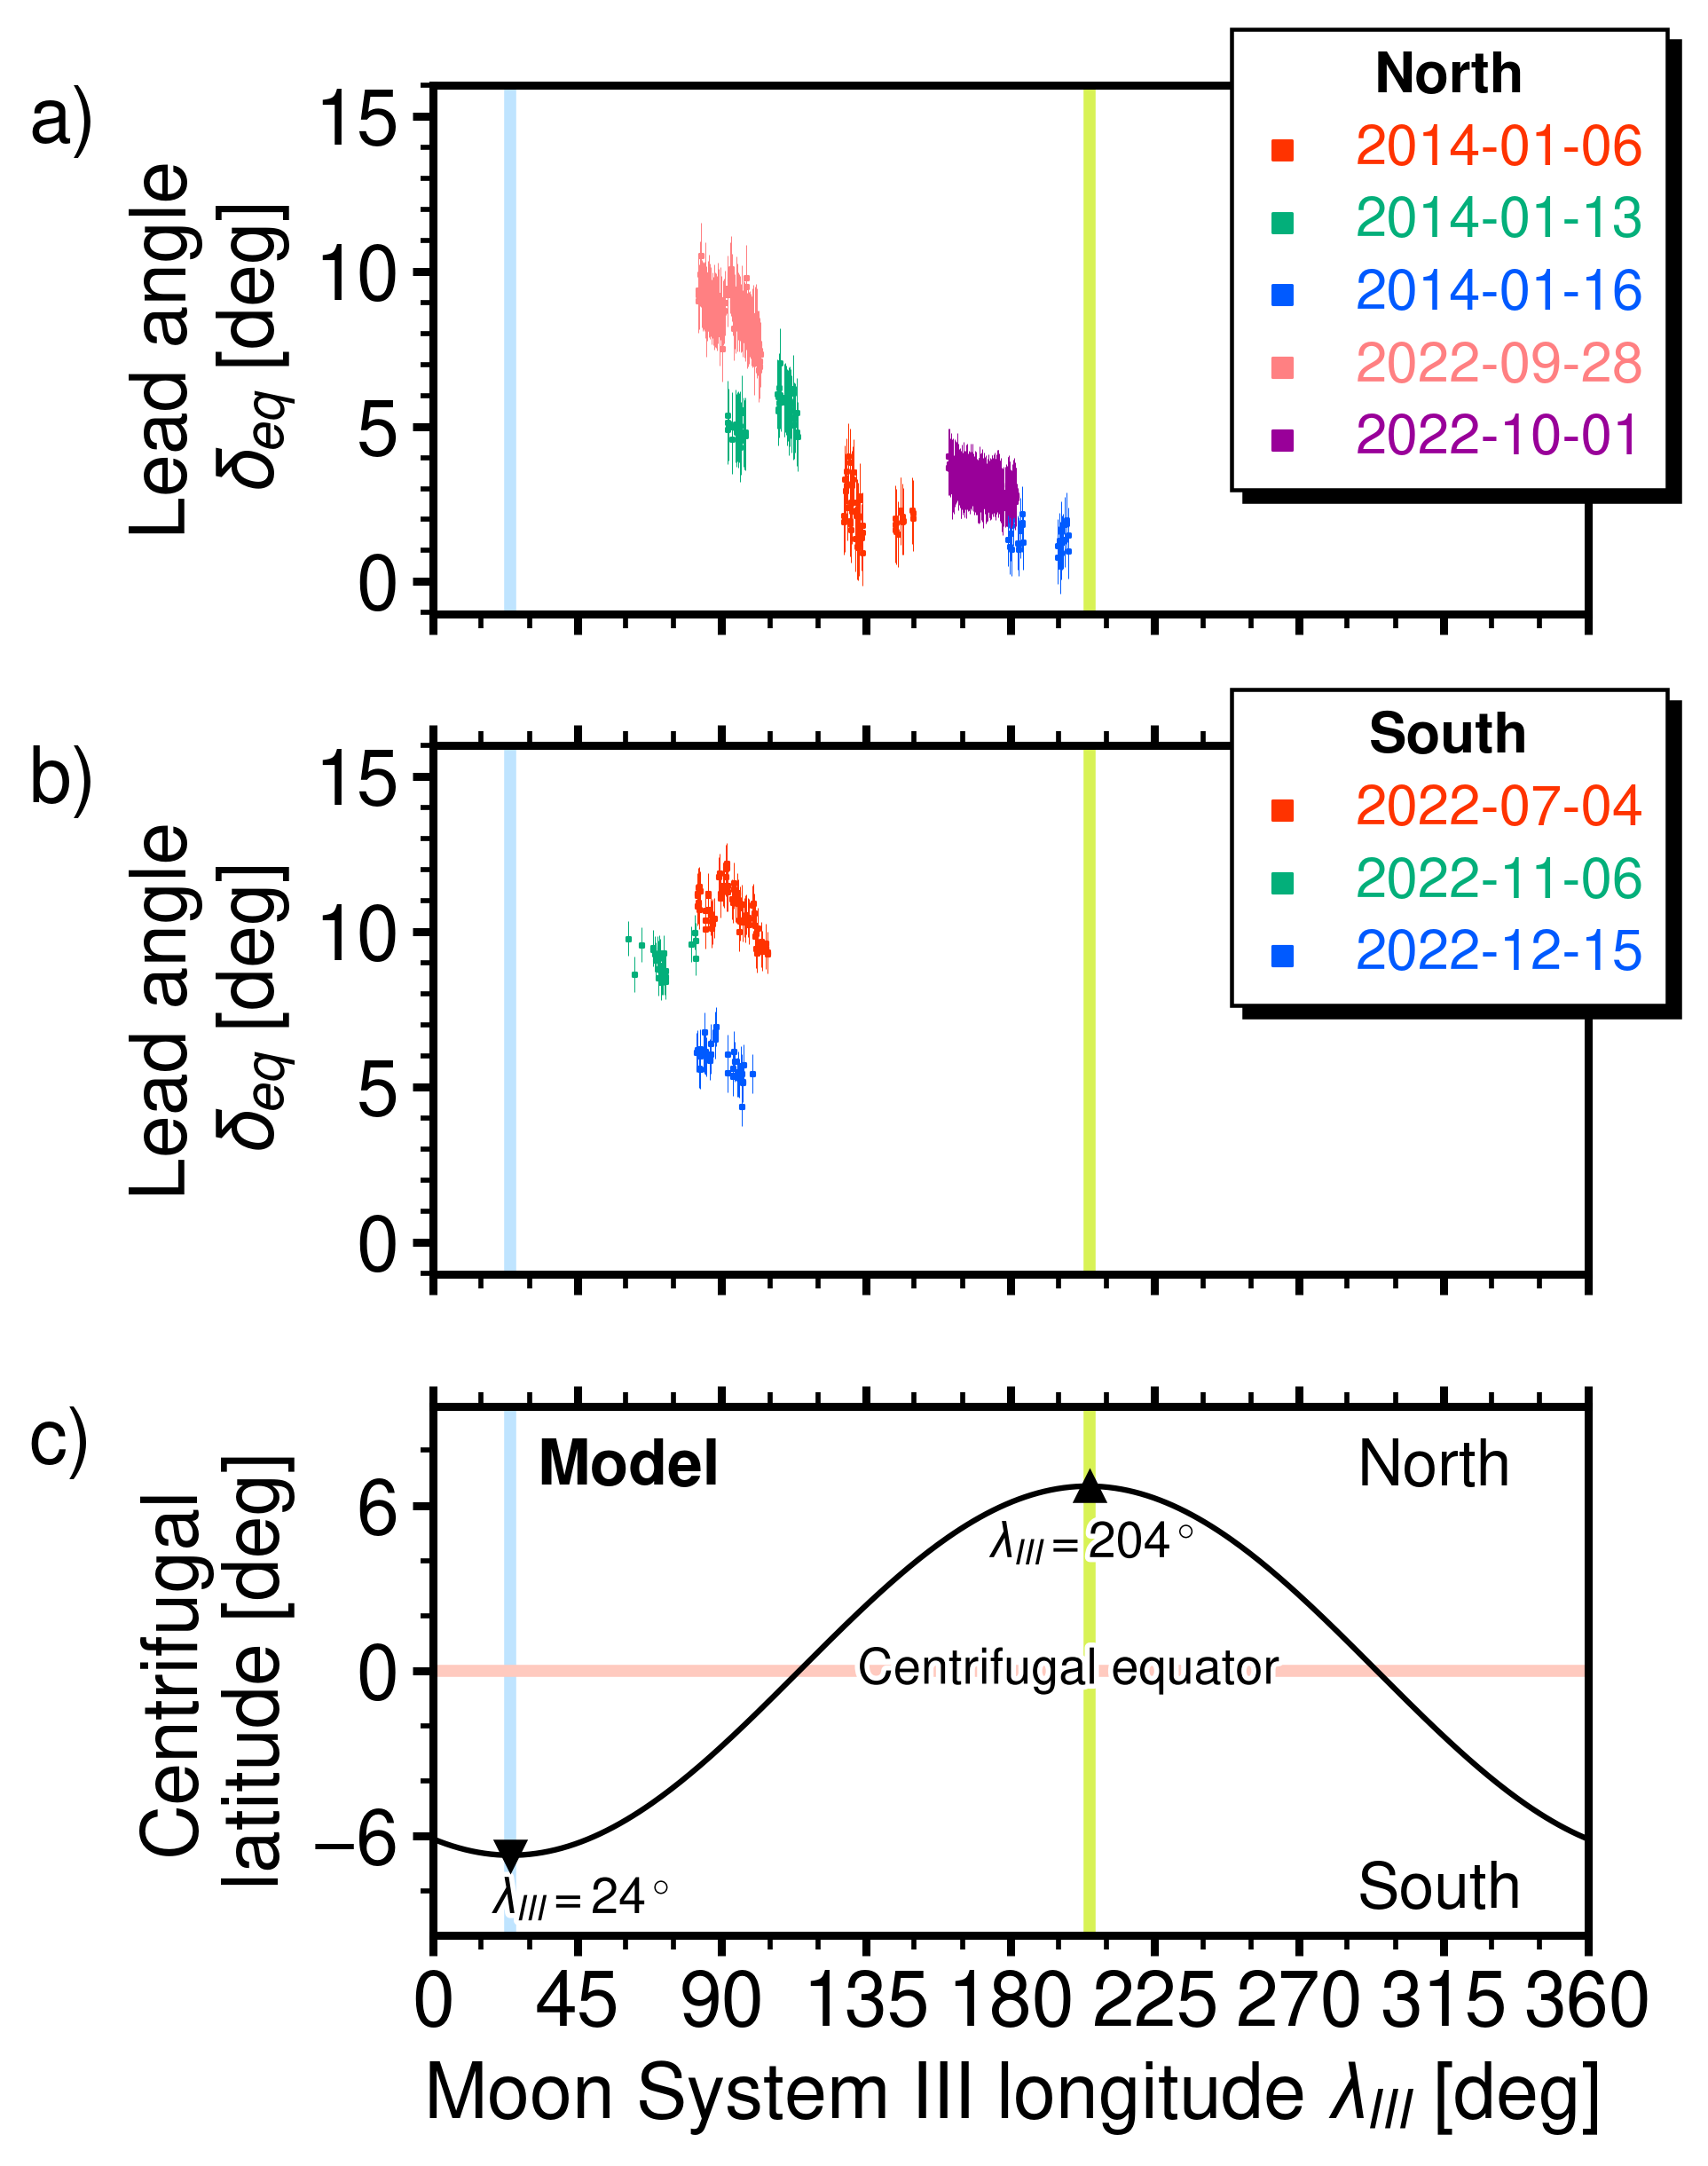 a)
Lead angle
δeq [deg]
15
10
5
0
North
2014-01-06
2014-01-13
2014-01-16
2022-09-28
2022-10-01
b)
Lead angle
δeq [deg]
15
10
5
0
South
2022-07-04
2022-11-06
2022-12-15
c)
Centrifugal
latitude [deg]
6
0
−6
Model
North
λIII = 204°
Centrifugal equator
λIII = 24°
South
0 45 90 135 180 225 270 315 360
Moon System III longitude λIII [deg]